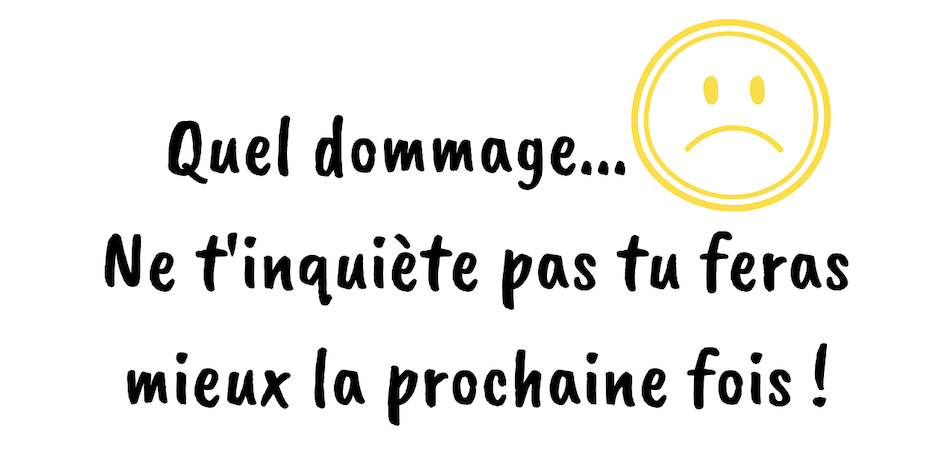 Quel dommage...
Ne t'inquiète pas tu feras
mieux la prochaine fois !